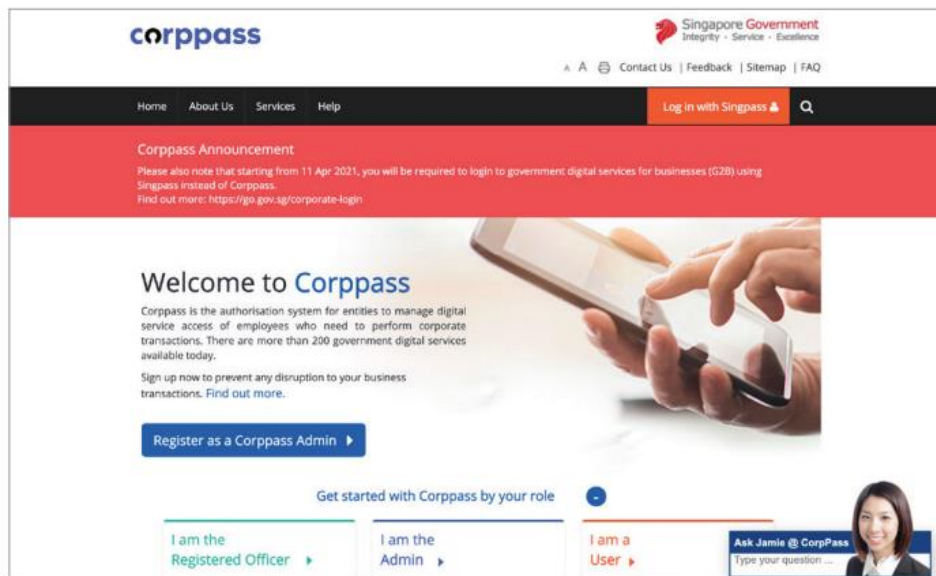 corppass
Singapore Government
Integrity · Service · Excellence
A A Contact Us | Feedback | Sitemap | FAQ
Home About Us Services Help Log in with Singpass
Corppass Announcement
Please also note that starting from 11 Apr 2021, you will be required to login to government digital services for businesses (G2B) using
Singpass instead of Corppass.
Find out more: https://go.gov.sg/corporate-login
Welcome to Corppass
Corppass is the authorisation system for entities to manage digital
service access of employees who need to perform corporate
transactions. There are more than 200 government digital services
available today.
Sign up now to prevent any disruption to your business
transactions. Find out more.
Register as a Corppass Admin
Get started with Corppass by your role
I am the
Registered Officer
I am the
Admin
I am a
User
Ask Jamie @ CorpPass
Type your question ...